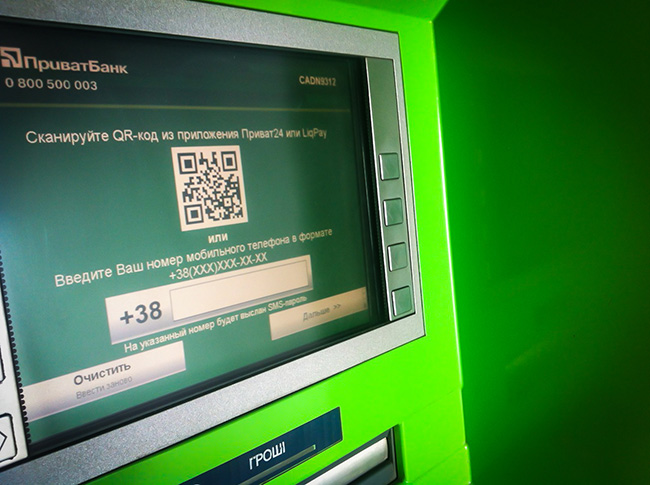 ПриватБанк
0 800 500 003
CADN9312
Сканируйте QR-код из приложения Приват24 или LiqPay
или
Введите Ваш номер мобильного телефона в формате
+38(XXX)XXX-XX-XX
+38
На указанный номер будет выслан SMS-пароль
Дальше >>
Очистить
Ввести заново
ГРОШІ